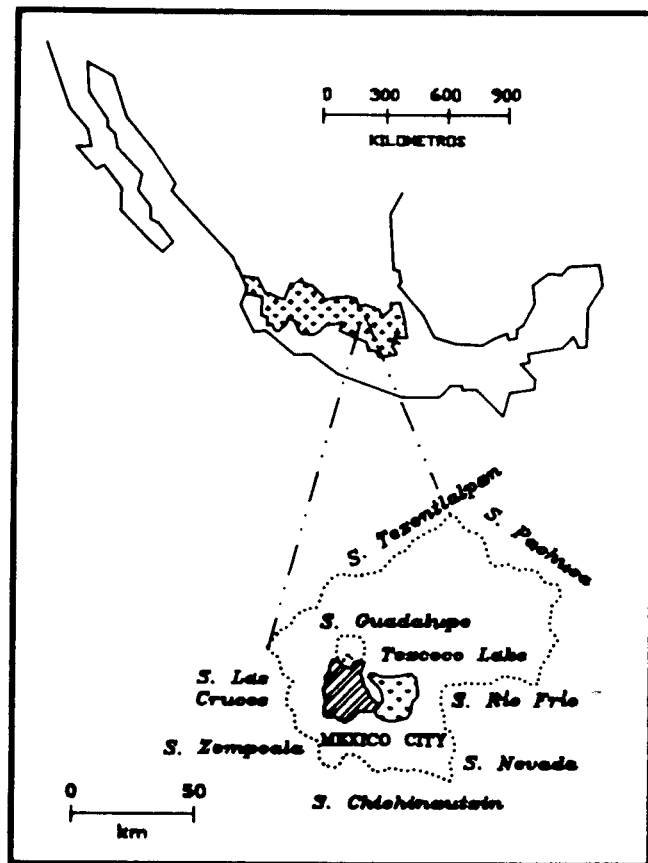 0 300 600 900
KILOMETROS
S. Tezontlalpan
S. Pachuca
S. Guadalupe
Texcoco Lake
S. Las
Cruces
S. Rio Frio
MEXICO CITY
S. Zempoala
S. Nevada
0 50
km
S. Chichinautzin